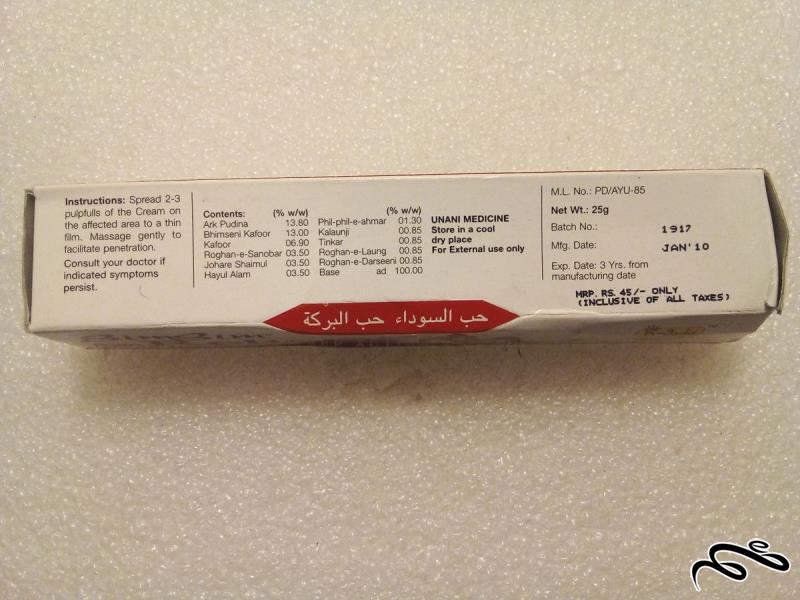 Instructions: Spread 2-3
pulpfulls of the Cream on
the affected area to a thin
film. Massage gently to
facilitate penetration.
Consult your doctor if
indicated symptoms
persist.
Contents: (% w/w)
Ark Pudina 13.80
Bhimseni Kafoor 13.00
Kafoor 06.90
Roghan-e-Sanobar 03.50
Johare Shaimul 03.50
Hayul Alam 03.50
(% w/w)
Phil-phil-e-ahmar 01.30
Kalaunji 00.85
Tinkar 00.85
Roghan-e-Laung 00.85
Roghan-e-Darseeni 00.85
Base ad 100.00
UNANI MEDICINE
Store in a cool
dry place
For External use only
M.L. No.: PD/AYU-85
Net Wt.: 25g
Batch No.: 1917
Mfg. Date: JAN'10
Exp. Date: 3 Yrs. from
manufacturing date
MRP. RS. 45/- ONLY
(INCLUSIVE OF ALL TAXES)
حب السوداء حب البركة